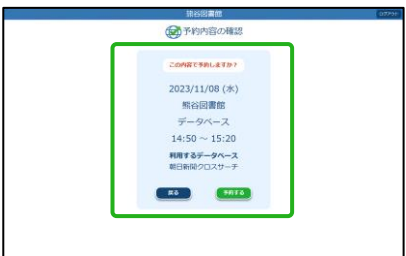 熊谷図書館
ログアウト
予約内容の確認
この内容で予約しますか？
2023/11/08 (水)
熊谷図書館
データベース
14:50 ～ 15:20
利用するデータベース
朝日新聞クロスサーチ
戻る
予約する